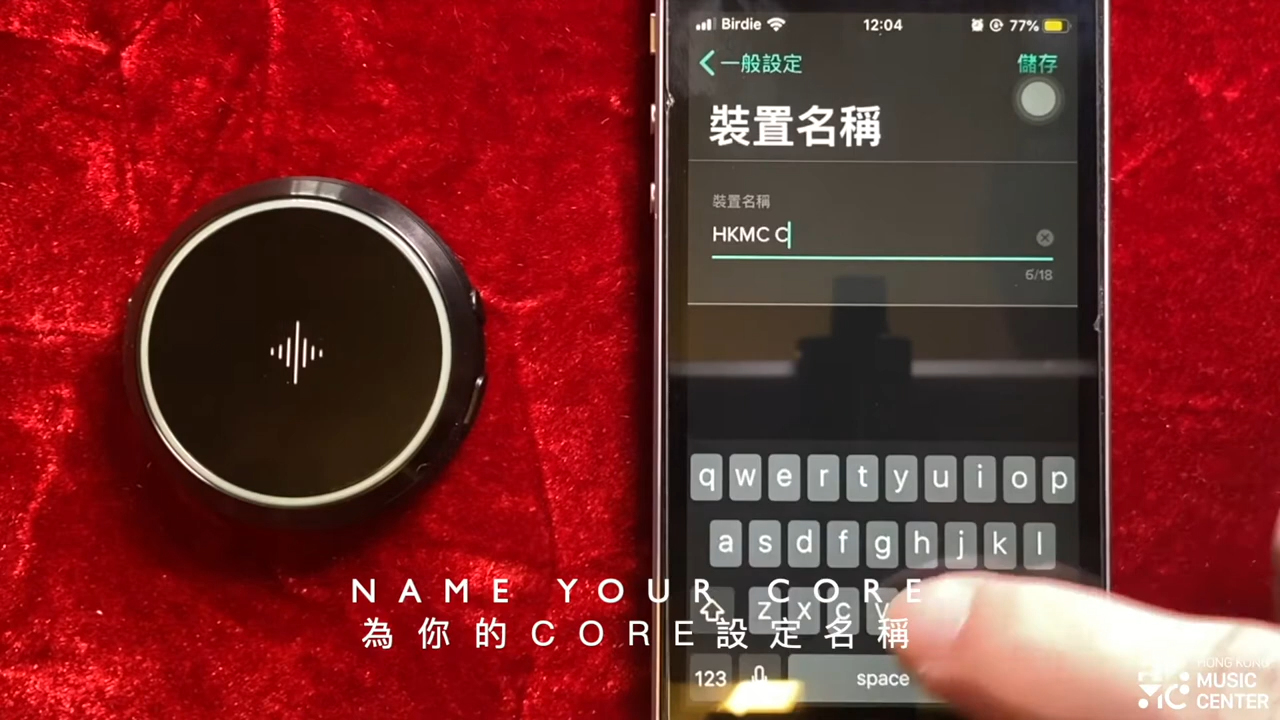 Birdie 12:04 77%
一般設定 儲存
裝置名稱
裝置名稱
HKMC C
6/18
q w e r t y u i o p
a s d f g h j k l
NAME YOUR CORE
z x c v
為你的CORE設定名稱
123 space
HONG KONG
MUSIC
CENTER